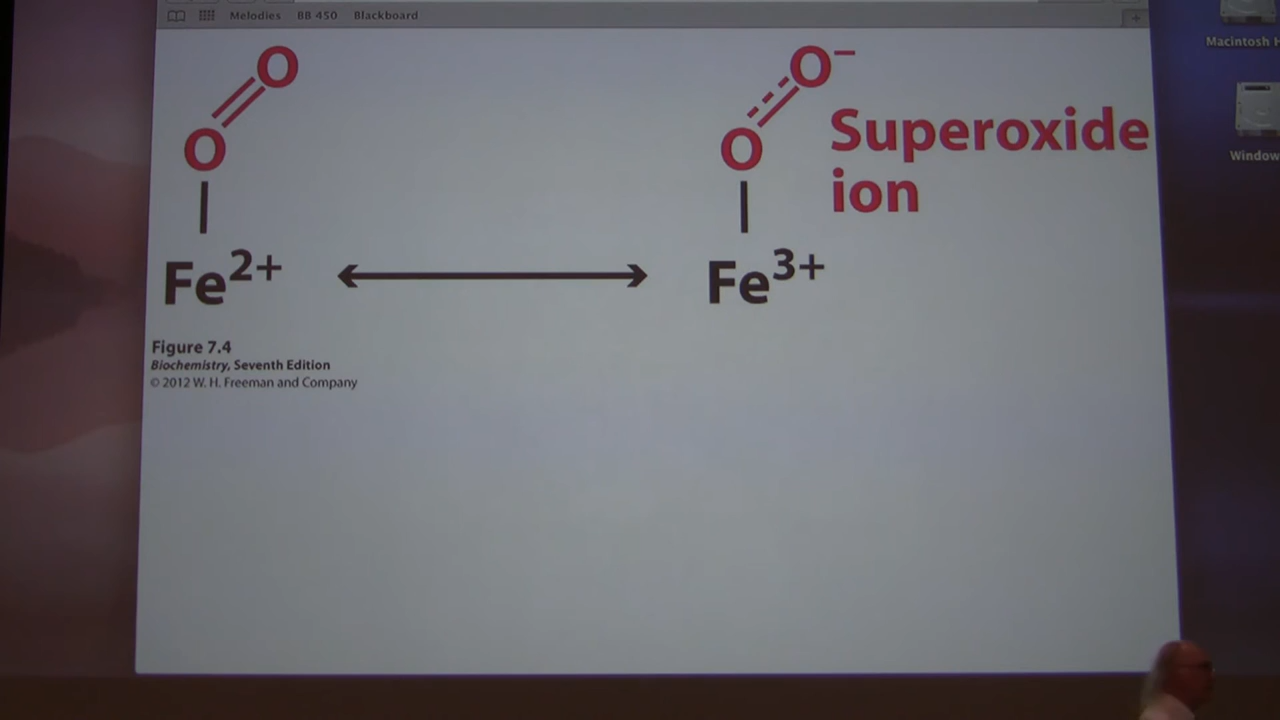 Melodies BB 450 Blackboard
Macintosh H
Window
O
O
Fe2+
O−
O
Superoxide
ion
Fe3+
Figure 7.4
Biochemistry, Seventh Edition
© 2012 W. H. Freeman and Company